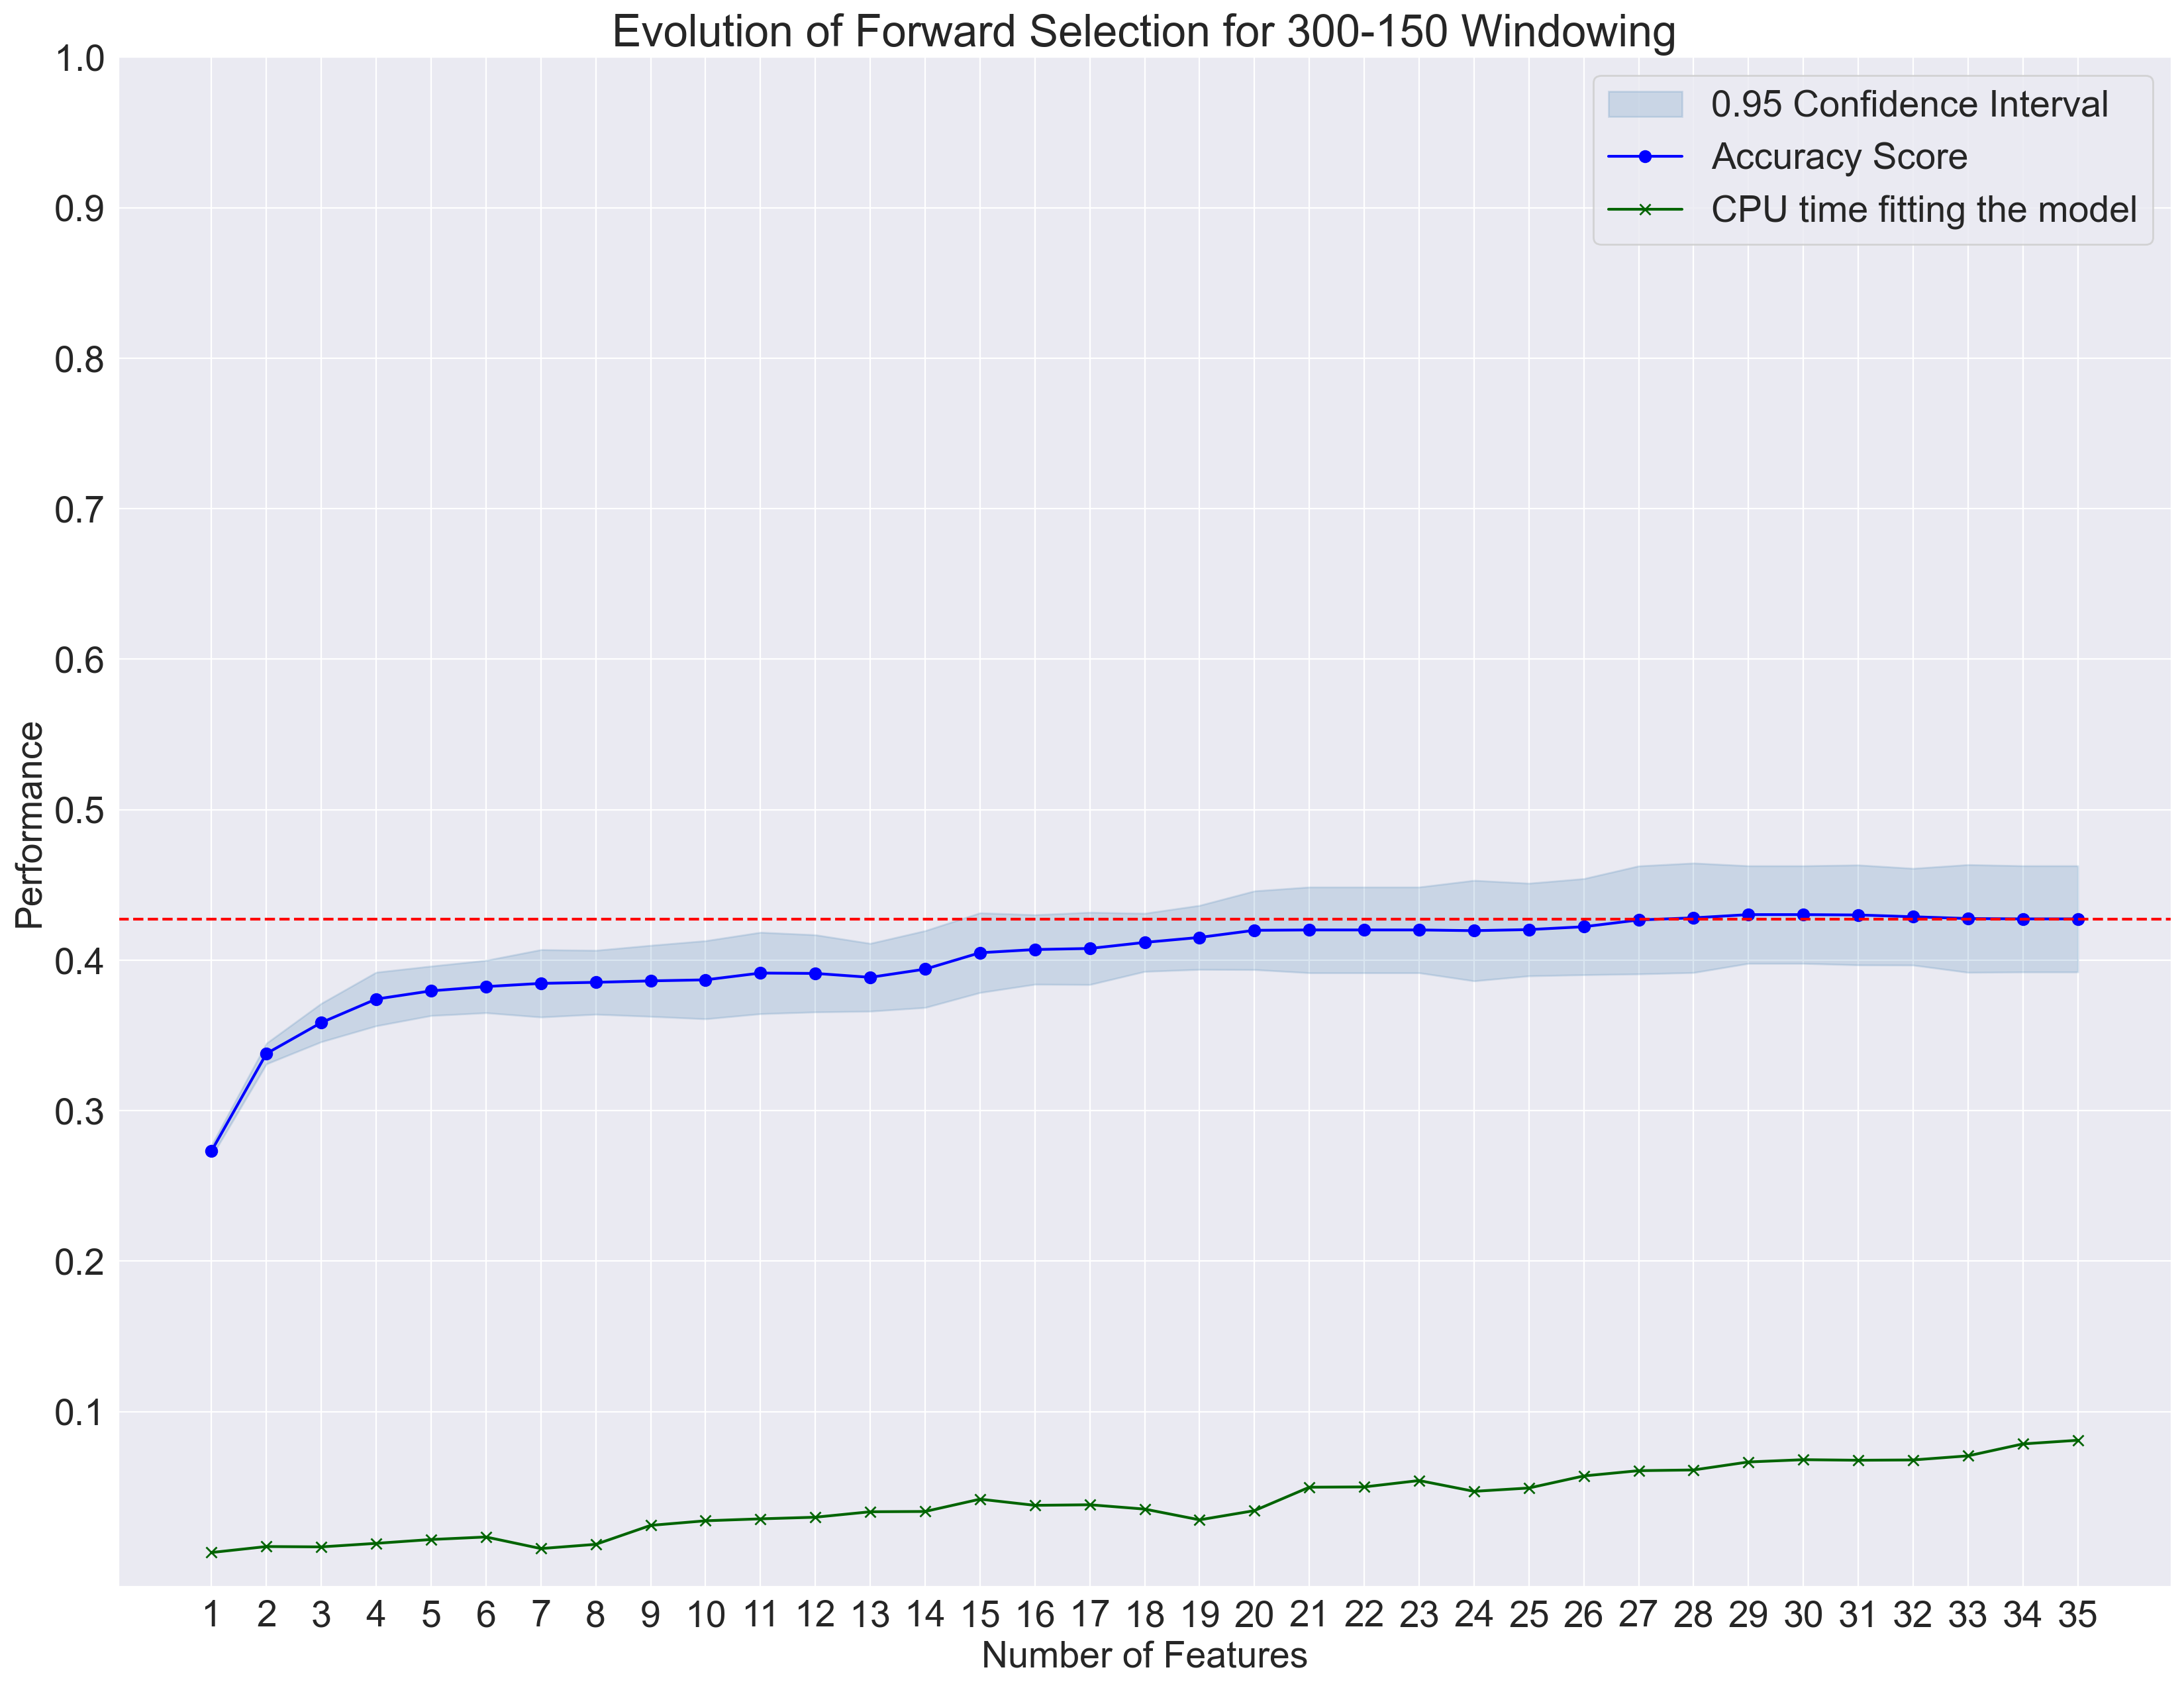 Evolution of Forward Selection for 300-150 Windowing
1.0
0.9
0.8
0.7
0.6
0.5
0.4
0.3
0.2
0.1
Performance
0.95 Confidence Interval
Accuracy Score
CPU time fitting the model
1 2 3 4 5 6 7 8 9 10 11 12 13 14 15 16 17 18 19 20 21 22 23 24 25 26 27 28 29 30 31 32 33 34 35
Number of Features